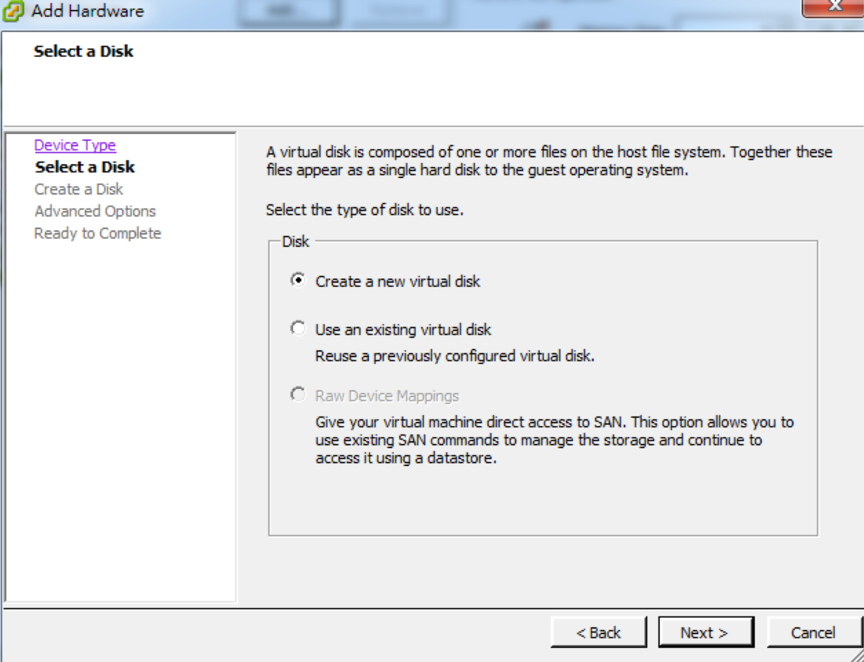 Add Hardware
Select a Disk
Device Type
Select a Disk
Create a Disk
Advanced Options
Ready to Complete
A virtual disk is composed of one or more files on the host file system. Together these
files appear as a single hard disk to the guest operating system.
Select the type of disk to use.
Disk
Create a new virtual disk
Use an existing virtual disk
Reuse a previously configured virtual disk.
Raw Device Mappings
Give your virtual machine direct access to SAN. This option allows you to
use existing SAN commands to manage the storage and continue to
access it using a datastore.
< Back
Next >
Cancel